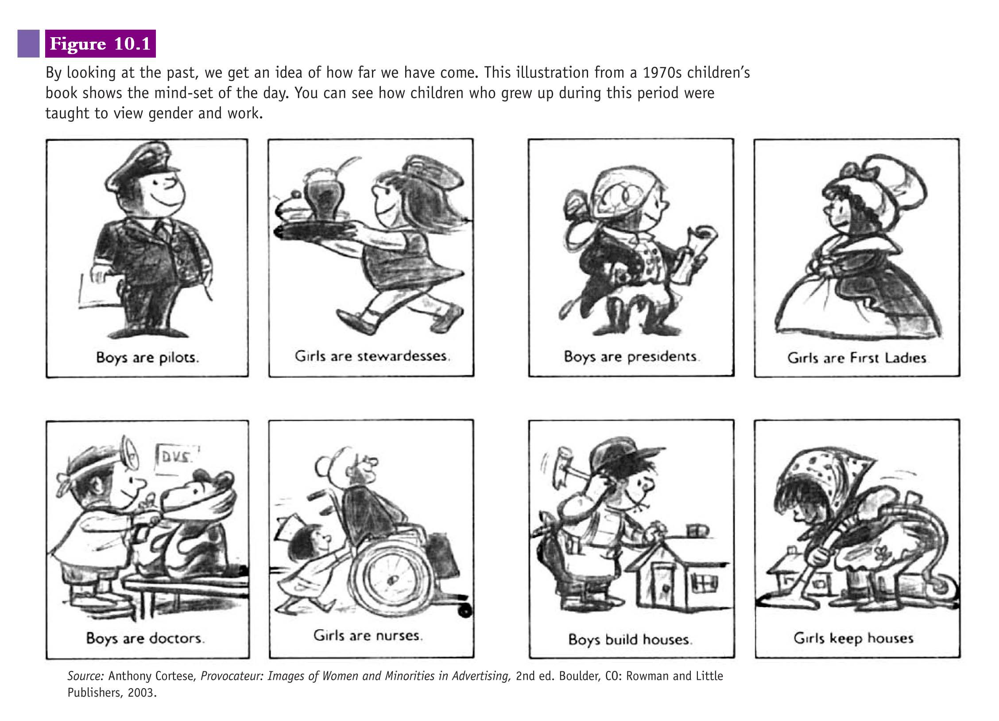 Figure 10.1
By looking at the past, we get an idea of how far we have come. This illustration from a 1970s children's
book shows the mind-set of the day. You can see how children who grew up during this period were
taught to view gender and work.
Boys are pilots.
Girls are stewardesses.
Boys are presidents.
Girls are First Ladies
D.V.S.
Boys are doctors.
Girls are nurses.
Boys build houses.
Girls keep houses
Source: Anthony Cortese, Provocateur: Images of Women and Minorities in Advertising, 2nd ed. Boulder, CO: Rowman and Little
Publishers, 2003.